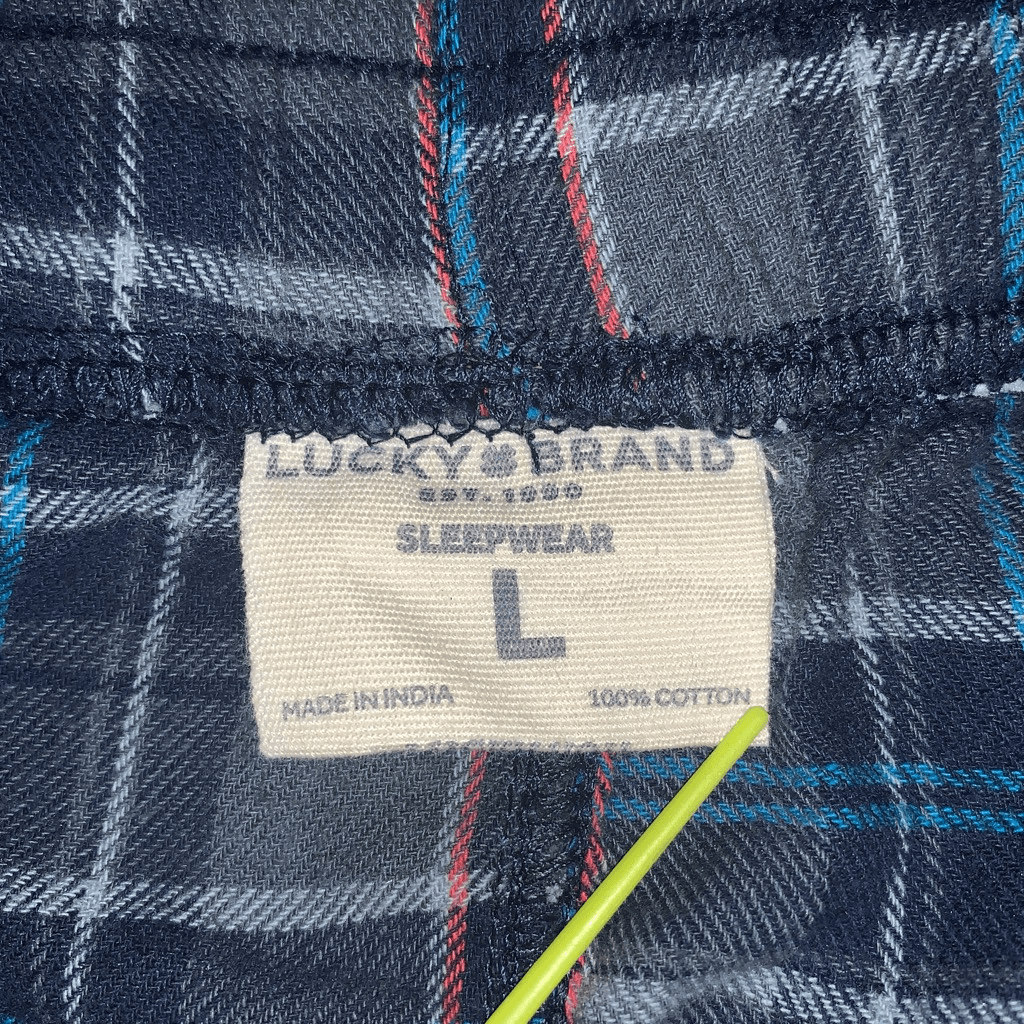 LUCKY BRAND
EST. 1990
SLEEPWEAR
L
MADE IN INDIA 100% COTTON